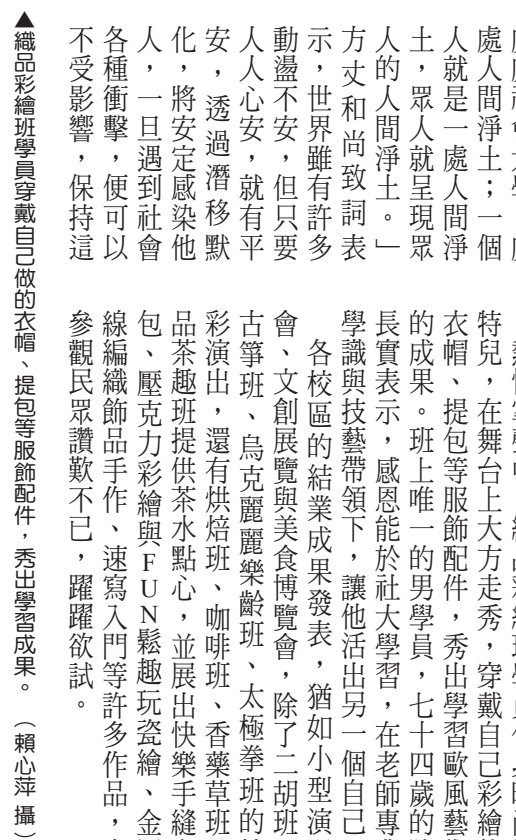 處人間淨土；一個
人就是一處人間淨
土，眾人就呈現眾
人的人間淨土。」
方丈和尚致詞表
示，世界雖有許多
動盪不安，但只要
人人心安，就有平
安，透過潛移默
化，將安定感染他
人，一旦遇到社會
各種衝擊，便可以
不受影響，保持這
特兒，在舞台上大方走秀，穿戴自己彩繪
衣帽、提包等服飾配件，秀出學習歐風藝
的成果。班上唯一的男學員，七十四歲的
長實表示，感恩能於社大學習，在老師專
學識與技藝帶領下，讓他活出另一個自己
各校區的結業成果發表，猶如小型演
會、文創展覽與美食博覽會，除了二胡班
古箏班、烏克麗麗樂齡班、太極拳班的
彩演出，還有烘焙班、咖啡班、香藥草班
品茶趣班提供茶水點心，並展出快樂手縫
包、壓克力彩繪與FUN鬆趣玩瓷繪、金
線編織飾品手作、速寫入門等許多作品，
參觀民眾讚歎不已，躍躍欲試。
▲織品彩繪班學員穿戴自己做的衣帽、提包等服飾配件，秀出學習成果。（賴心萍 攝）